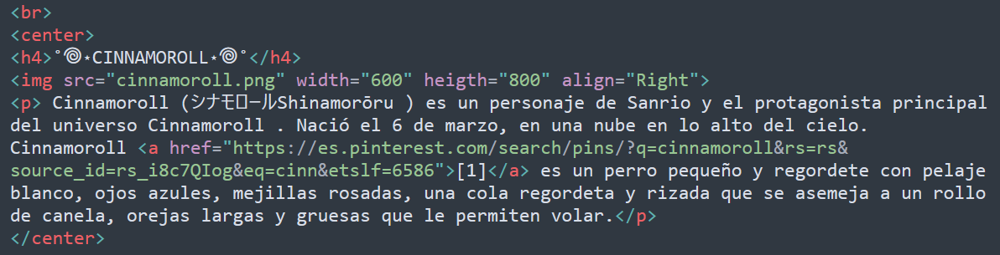 <br>
<center>
<h4>˚꩜⋆CINNAMOROLL⋆꩜˚</h4>
<img src="cinnamoroll.png" width="600" heigth="800" align="Right">
<p> Cinnamoroll (シナモロールShinamorōru ) es un personaje de Sanrio y el protagonista principal
del universo Cinnamoroll . Nació el 6 de marzo, en una nube en lo alto del cielo.
Cinnamoroll <a href="https://es.pinterest.com/search/pins/?q=cinnamoroll&rs=rs&
source_id=rs_i8c7QIog&eq=cinn&etslf=6586">[1]</a> es un perro pequeño y regordete con pelaje
blanco, ojos azules, mejillas rosadas, una cola regordeta y rizada que se asemeja a un rollo
de canela, orejas largas y gruesas que le permiten volar.</p>
</center>